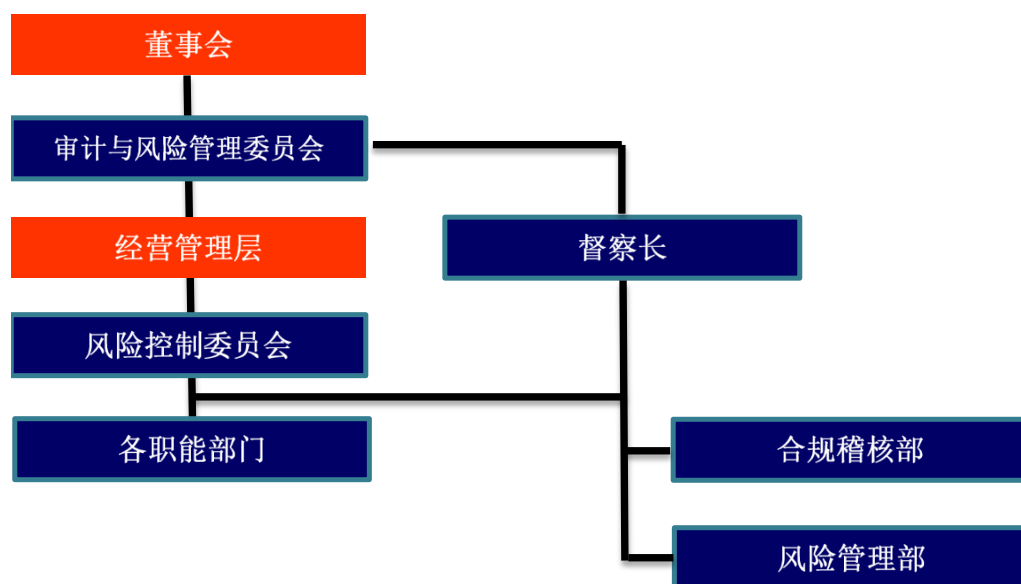 董事会
审计与风险管理委员会
经营管理层
督察长
风险控制委员会
各职能部门
合规稽核部
风险管理部